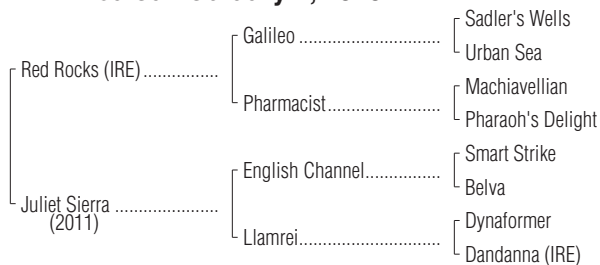 Sadler's Wells
Galileo
Urban Sea
Red Rocks (IRE)
Machiavellian
Pharmacist
Pharaoh's Delight
Smart Strike
English Channel
Belva
Juliet Sierra
(2011)
Dynaformer
Llamrei
Dandanna (IRE)